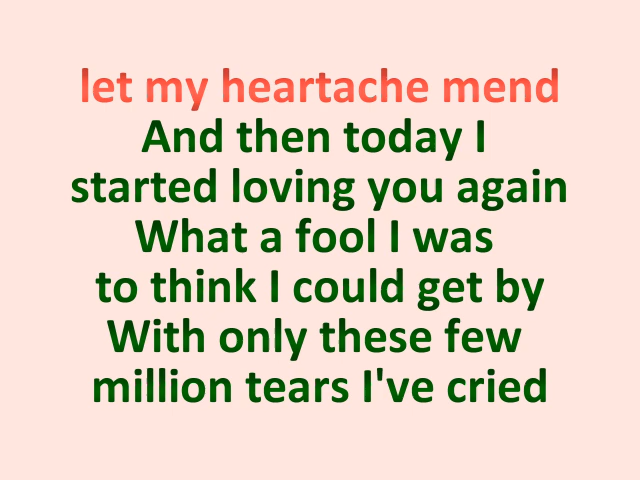 let my heartache mend
And then today I
started loving you again
What a fool I was
to think I could get by
With only these few
million tears I've cried